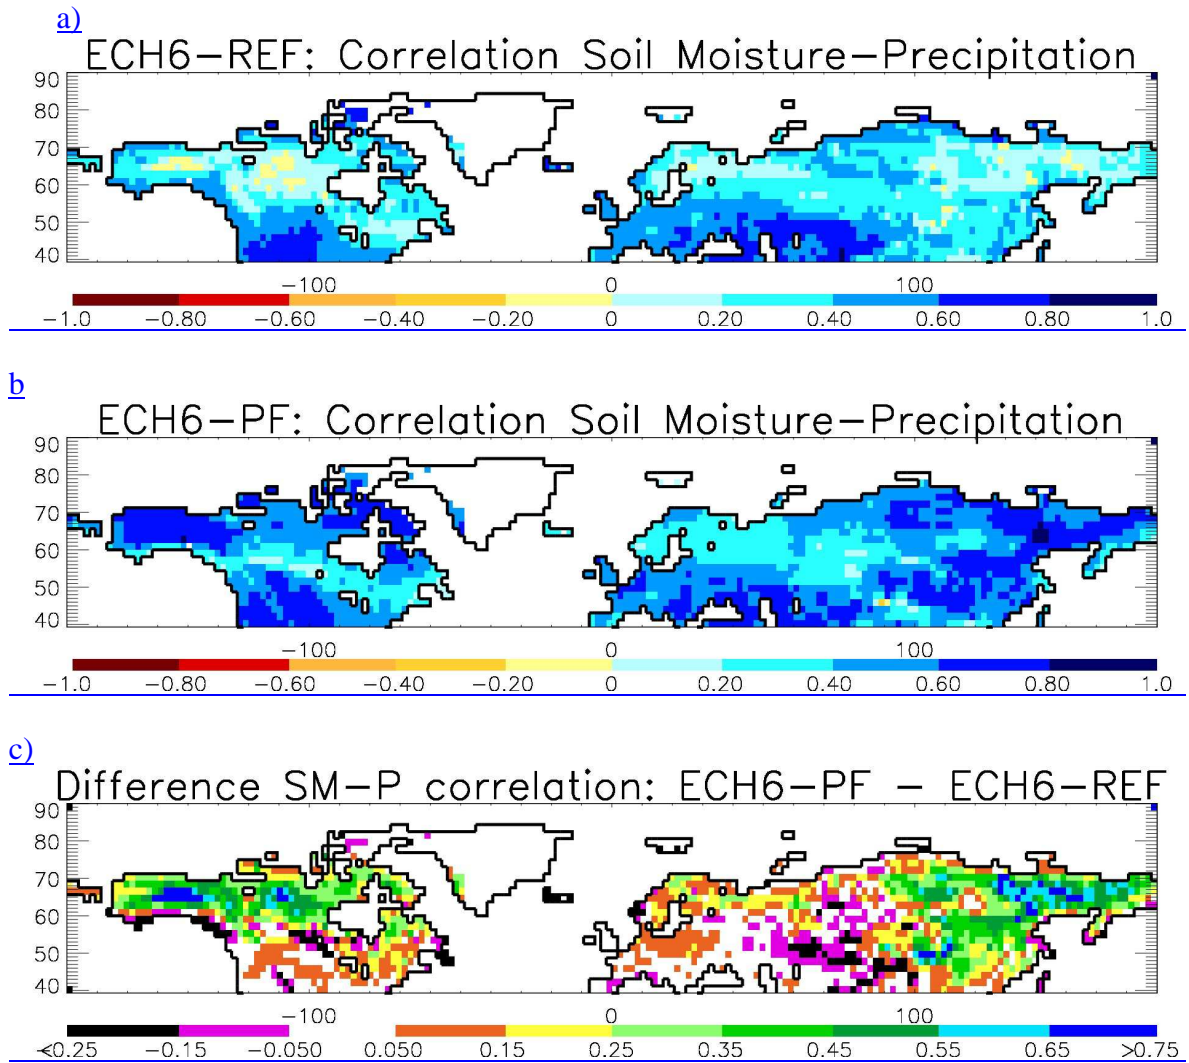 a)
ECH6-REF: Correlation Soil Moisture-Precipitation
90
80
70
60
50
40
-100 0 100
-1.0 -0.80 -0.60 -0.40 -0.20 0 0.20 0.40 0.60 0.80 1.0
b
ECH6-PF: Correlation Soil Moisture-Precipitation
90
80
70
60
50
40
-100 0 100
-1.0 -0.80 -0.60 -0.40 -0.20 0 0.20 0.40 0.60 0.80 1.0
c)
Difference SM-P correlation: ECH6-PF - ECH6-REF
90
80
70
60
50
40
-100 0 100
<0.25 -0.15 -0.050 0.050 0.15 0.25 0.35 0.45 0.55 0.65 >0.75